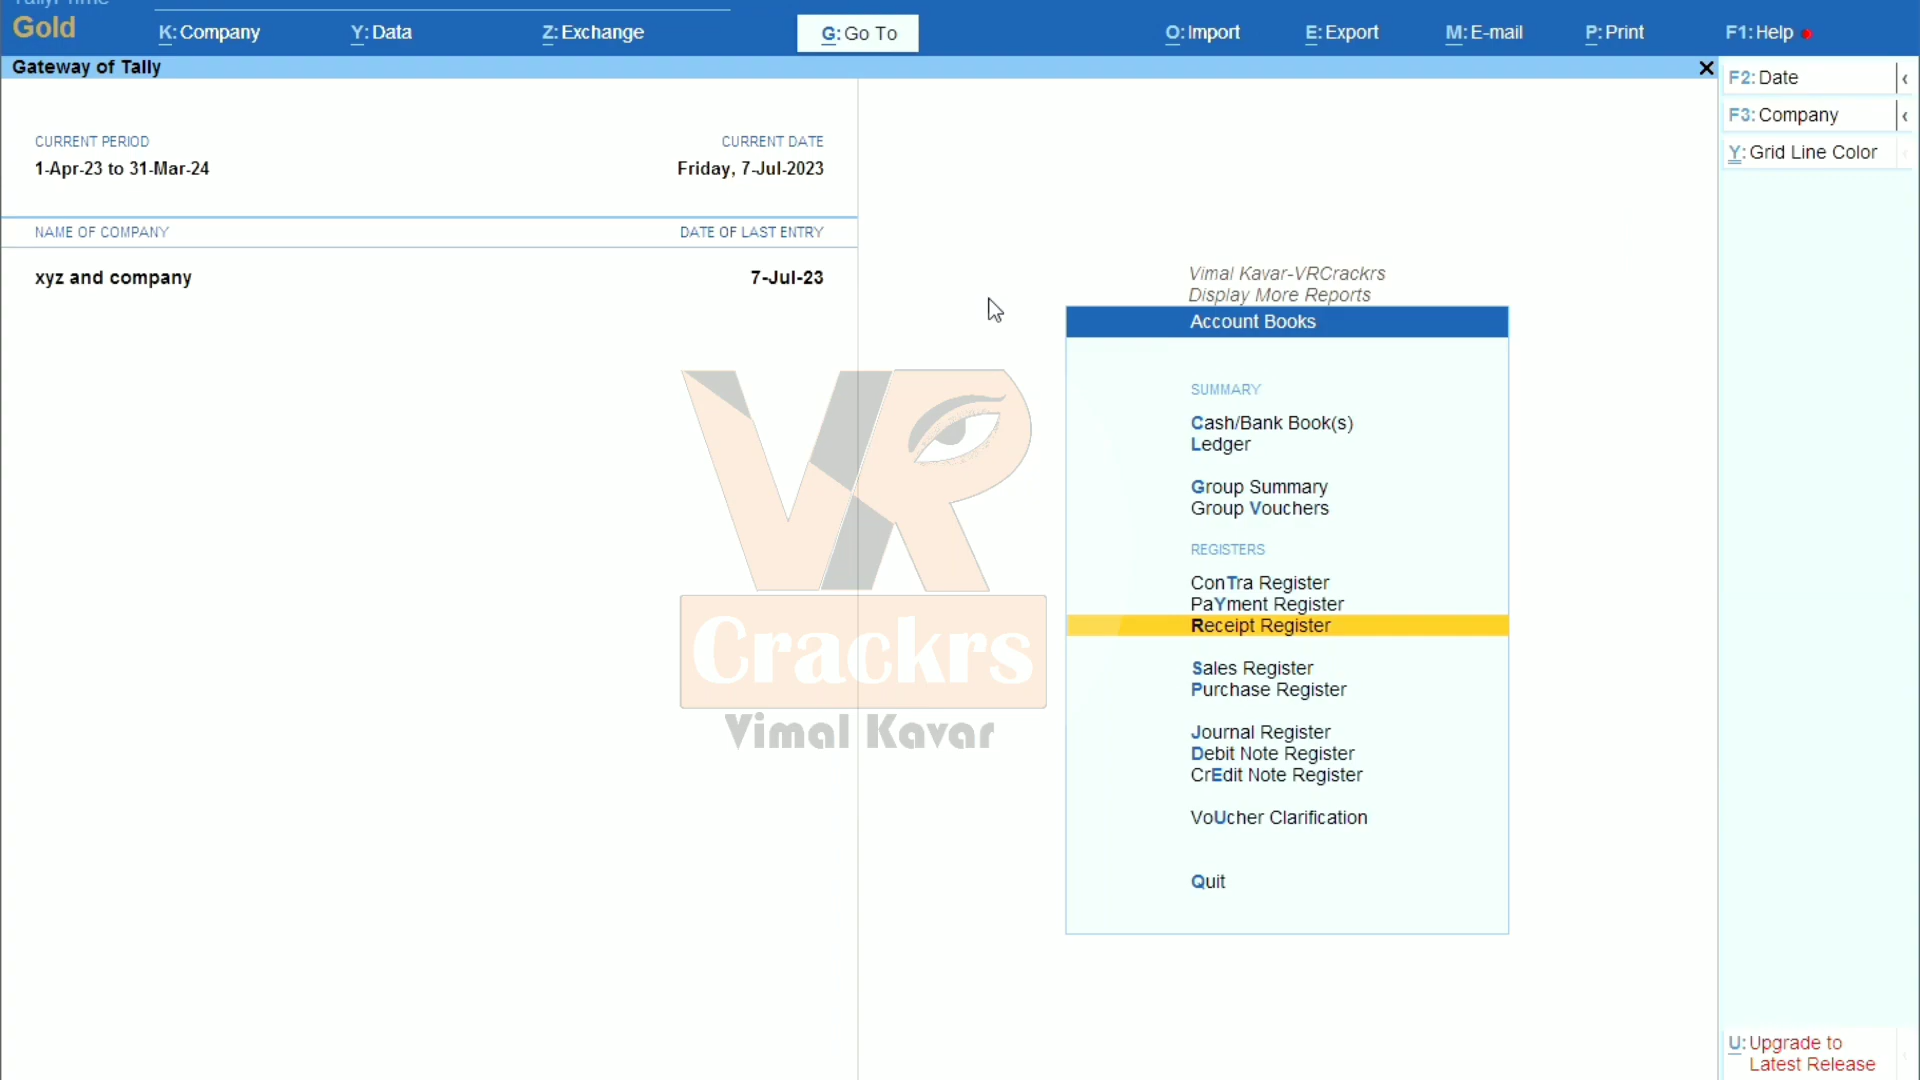 Gold
K: Company
Y: Data
Z: Exchange
G: Go To
O: Import
E: Export
M: E-mail
P: Print
F1: Help
Gateway of Tally
F2: Date
F3: Company
Y: Grid Line Color
CURRENT PERIOD
CURRENT DATE
1-Apr-23 to 31-Mar-24
Friday, 7-Jul-2023
NAME OF COMPANY
DATE OF LAST ENTRY
xyz and company
7-Jul-23
Vimal Kavar-VRCrackrs
Display More Reports
Account Books
SUMMARY
Cash/Bank Book(s)
Ledger
Group Summary
Group Vouchers
REGISTERS
ConTra Register
PaYment Register
Receipt Register
Sales Register
Purchase Register
Journal Register
Debit Note Register
CrEdit Note Register
VoUcher Clarification
Quit
VR
Crackrs
Vimal Kavar
U: Upgrade to
Latest Release